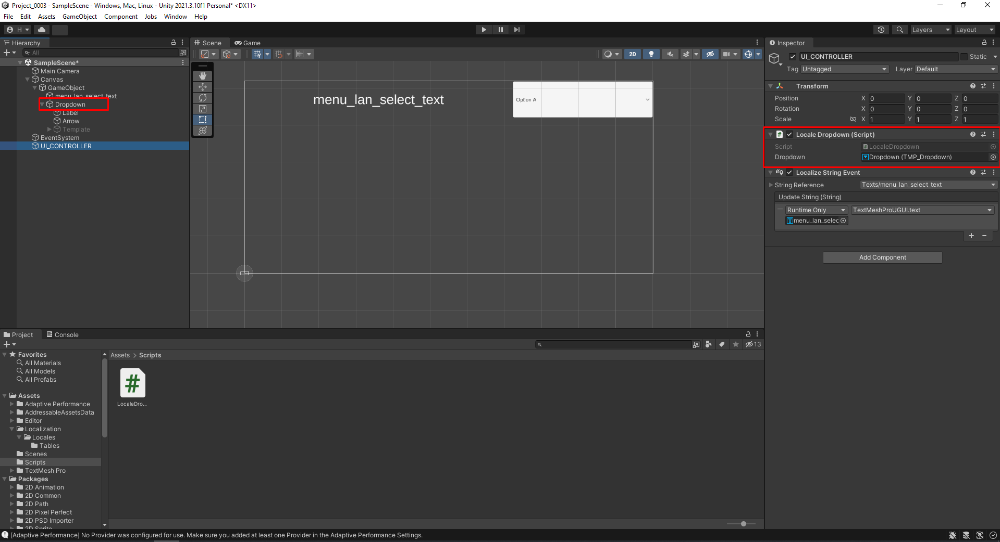 Project_0003 - SampleScene - Windows, Mac, Linux - Unity 2021.3.10f1 Personal* <DX11>
File Edit Assets GameObject Component Jobs Window Help
H
Layers
Layout
Hierarchy
All
SampleScene*
Main Camera
Canvas
GameObject
menu_lan_select_text
Dropdown
Label
Arrow
Template
EventSystem
UI_CONTROLLER
Scene
Game
2D
menu_lan_select_text
Option A
Inspector
UI_CONTROLLER
Static
Tag Untagged Layer Default
Transform
Position X 0 Y 0 Z 0
Rotation X 0 Y 0 Z 0
Scale X 1 Y 1 Z 1
# Locale Dropdown (Script)
Script # LocaleDropdown
Dropdown Dropdown (TMP_Dropdown)
Localize String Event
String Reference Texts/menu_lan_select_text
Update String (String)
Runtime Only TextMeshProUGUI.text
menu_lan_selec
Add Component
Project
Console
13
Favorites
All Materials
All Models
All Prefabs
Assets
Adaptive Performance
AddressableAssetsData
Editor
Localization
Locales
Tables
Scenes
Scripts
TextMesh Pro
Packages
2D Animation
2D Common
2D Path
2D Pixel Perfect
2D PSD Importer
2D Sprite
Assets > Scripts
#
LocaleDro...
[Adaptive Performance] No Provider was configured for use. Make sure you added at least one Provider in the Adaptive Performance Settings.